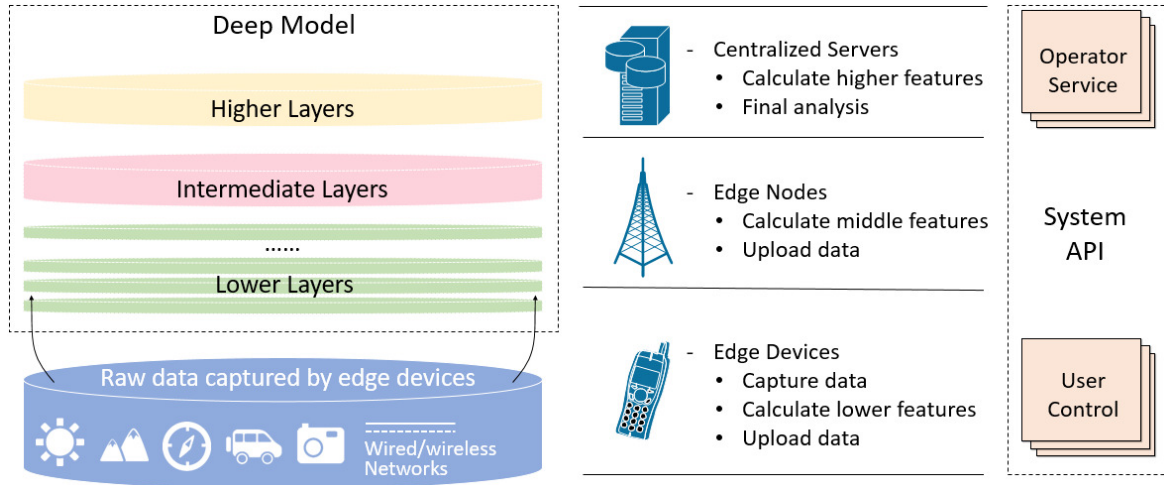 Deep Model
Higher Layers
Intermediate Layers
......
Lower Layers
Raw data captured by edge devices
Wired/wireless
Networks
- Centralized Servers
• Calculate higher features
• Final analysis
- Edge Nodes
• Calculate middle features
• Upload data
- Edge Devices
• Capture data
• Calculate lower features
• Upload data
Operator
Service
System
API
User
Control